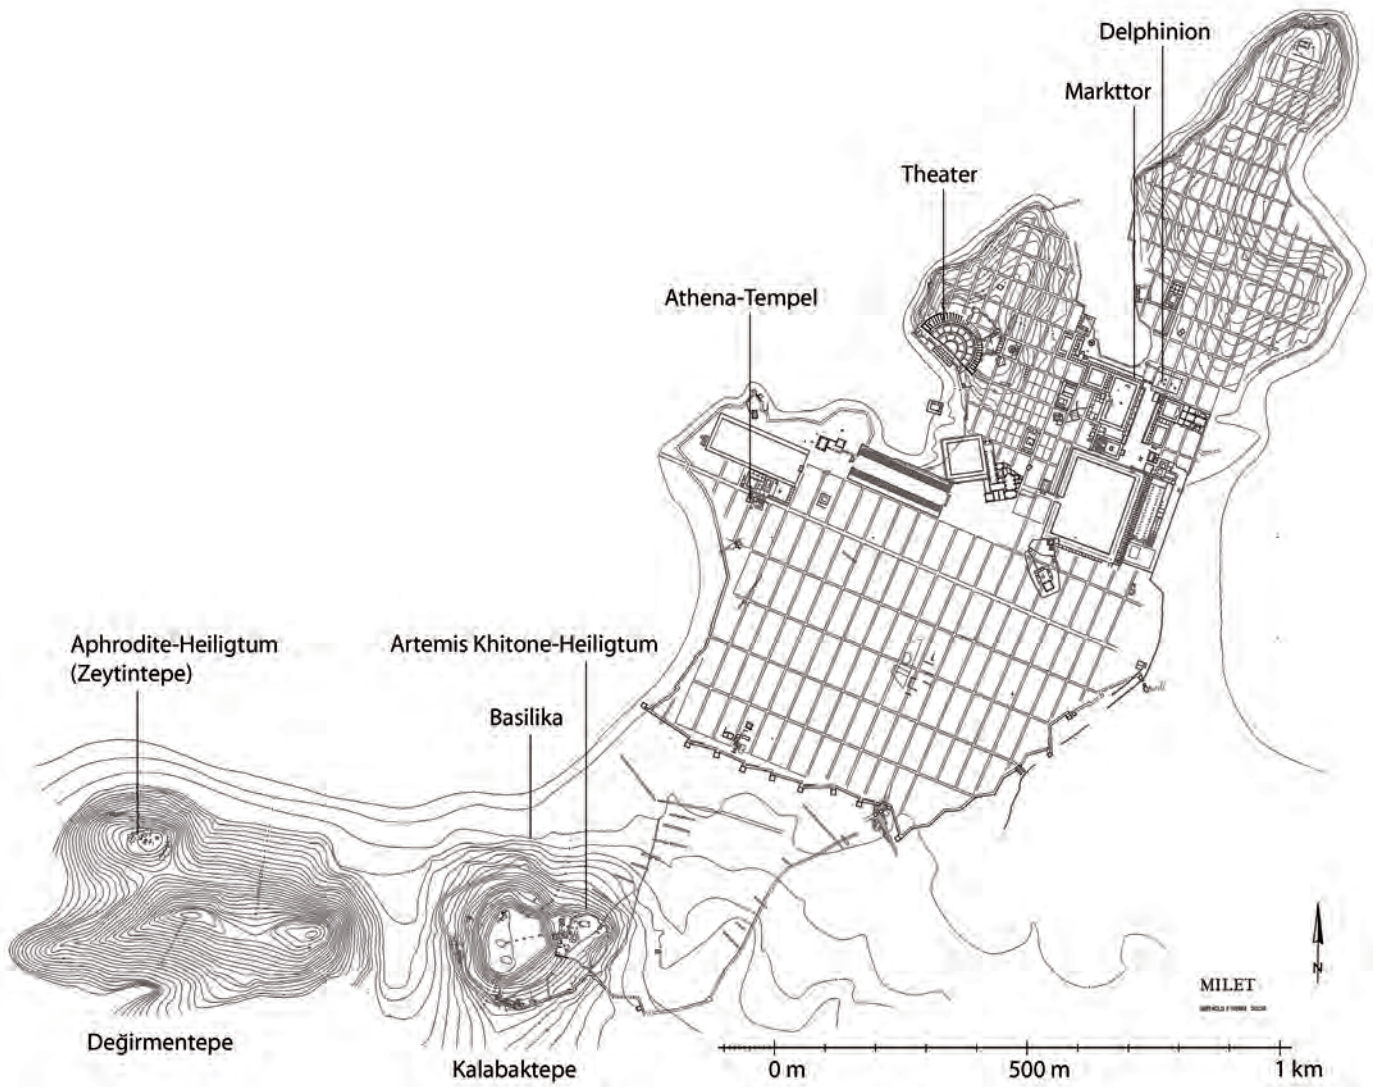 Delphinion
Markttor
Theater
Athena-Tempel
Aphrodite-Heiligtum
(Zeytintepe)
Artemis Khitone-Heiligtum
Basilika
N
MILET
Değirmentepe
Kalabaktepe
0 m
500 m
1 km